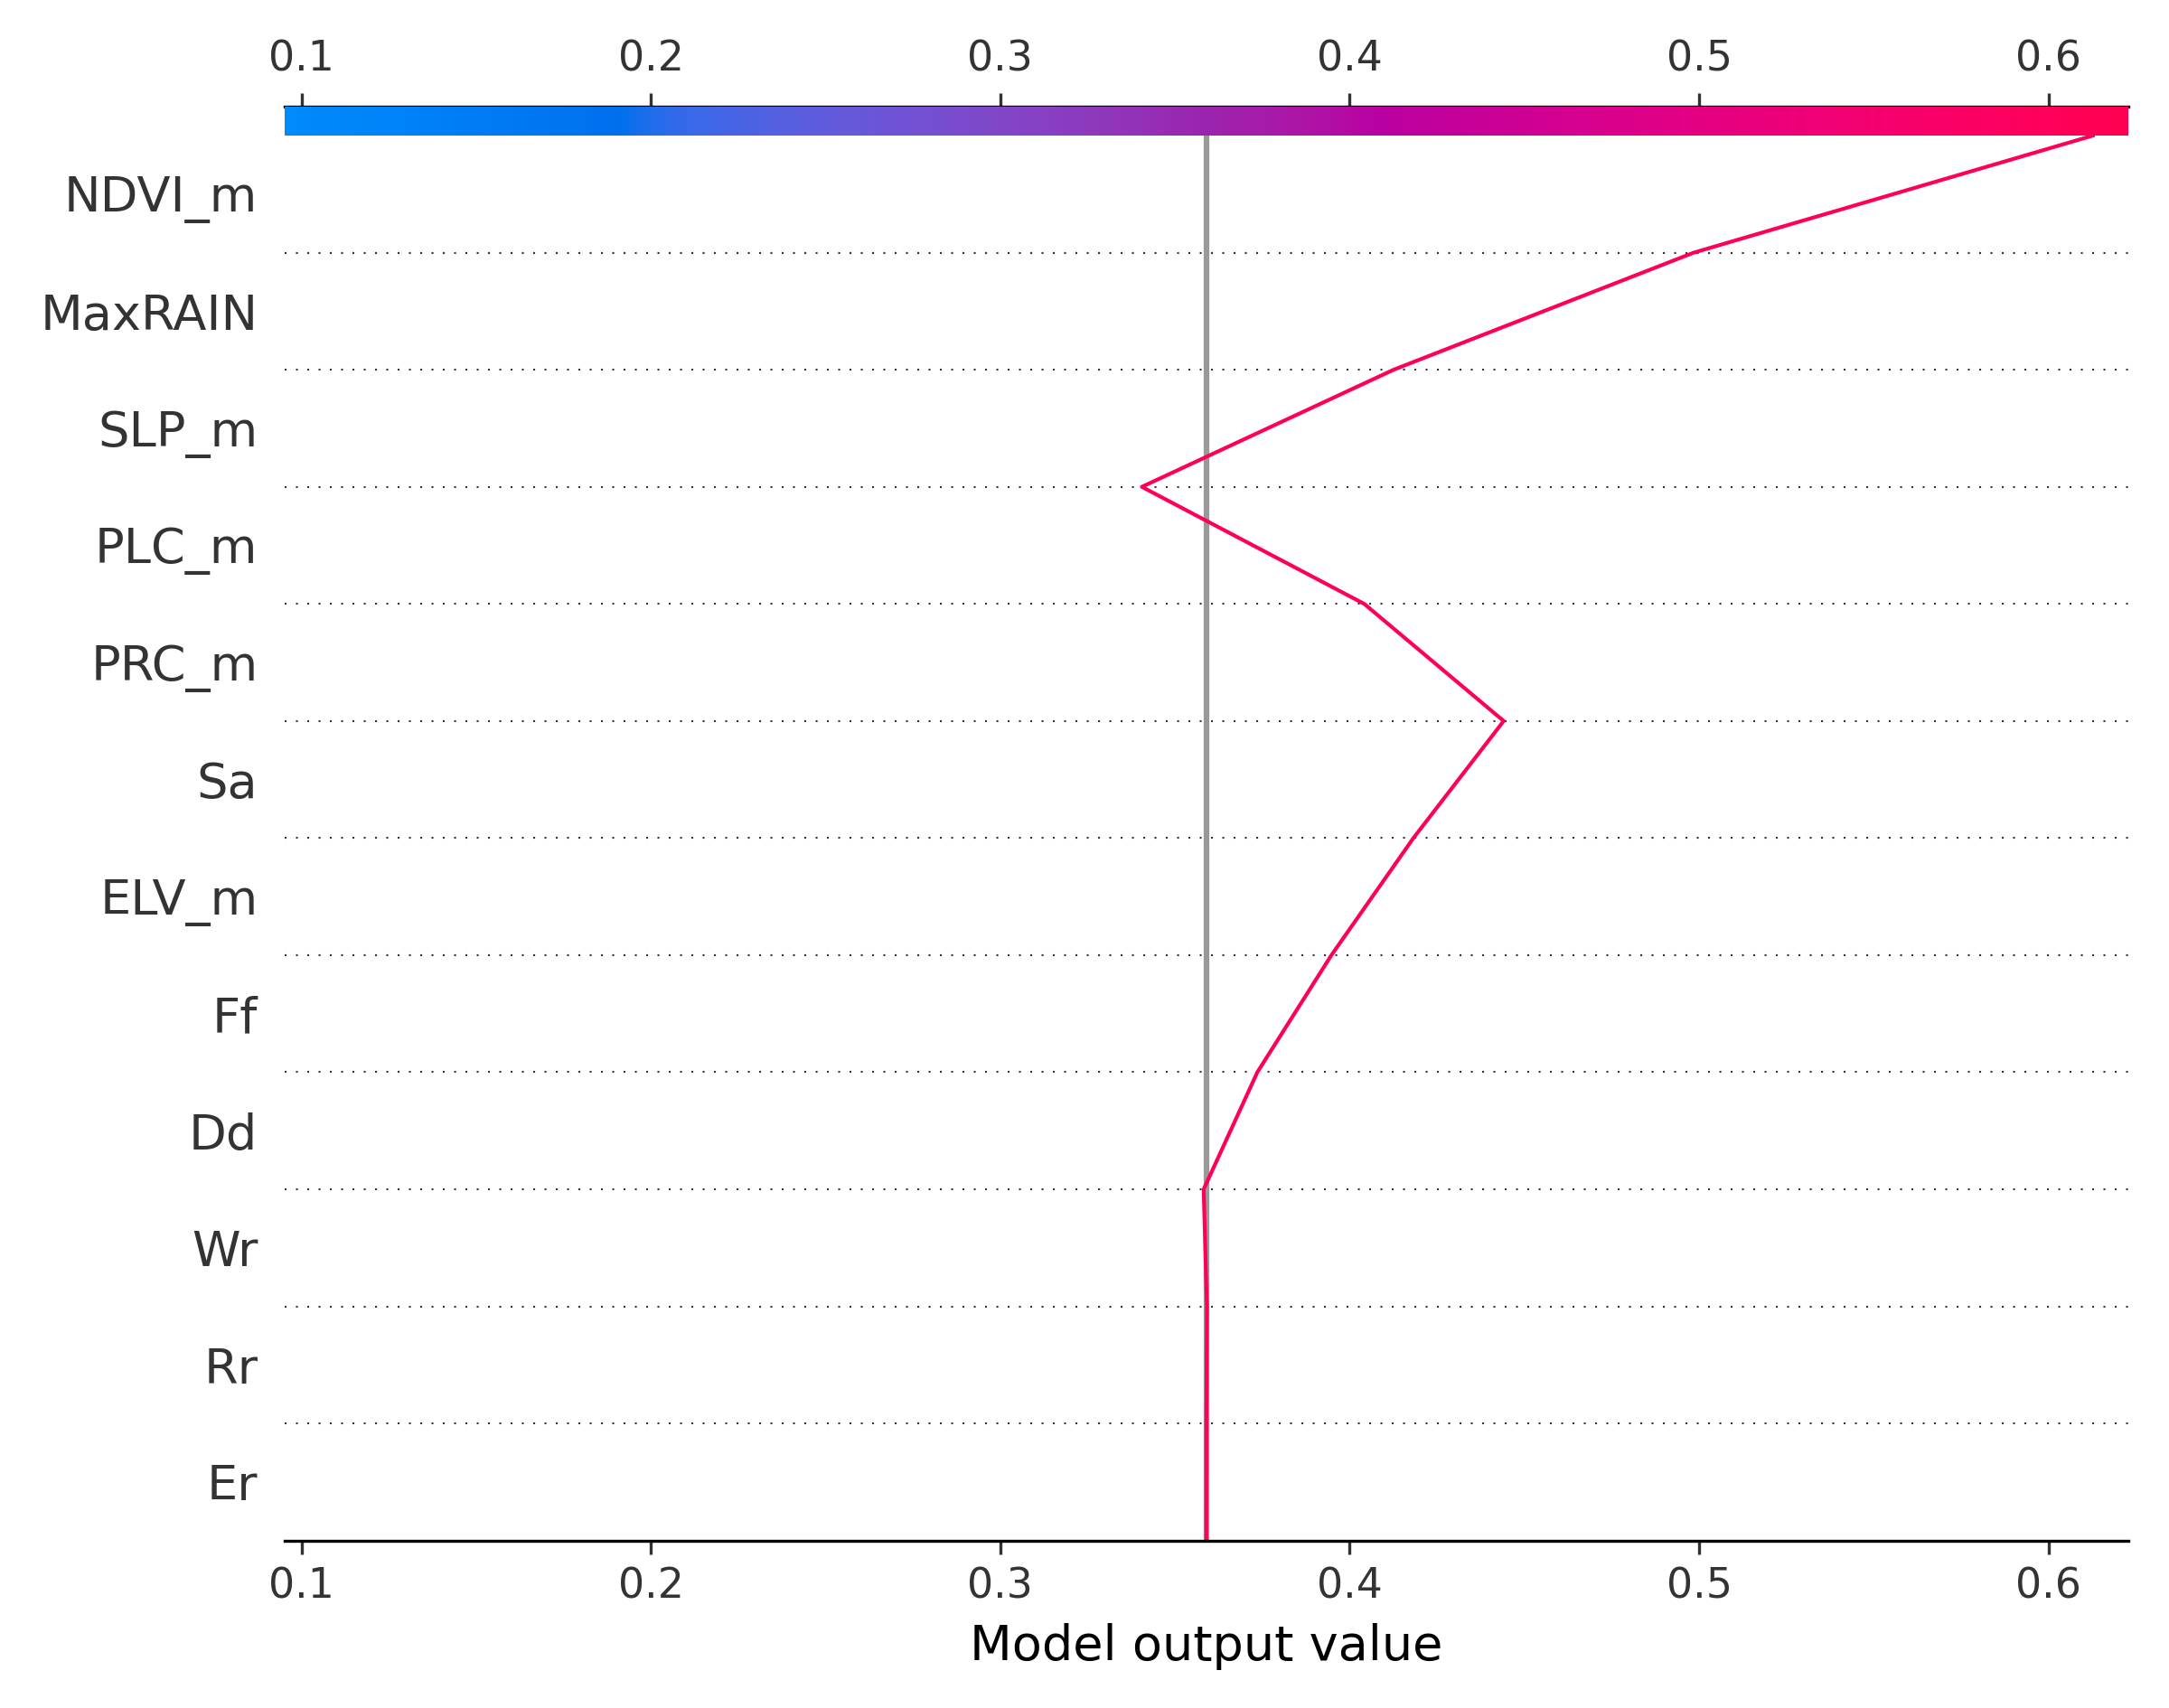 0.1 0.2 0.3 0.4 0.5 0.6
NDVI_m
MaxRAIN
SLP_m
PLC_m
PRC_m
Sa
ELV_m
Ff
Dd
Wr
Rr
Er
0.1 0.2 0.3 0.4 0.5 0.6
Model output value